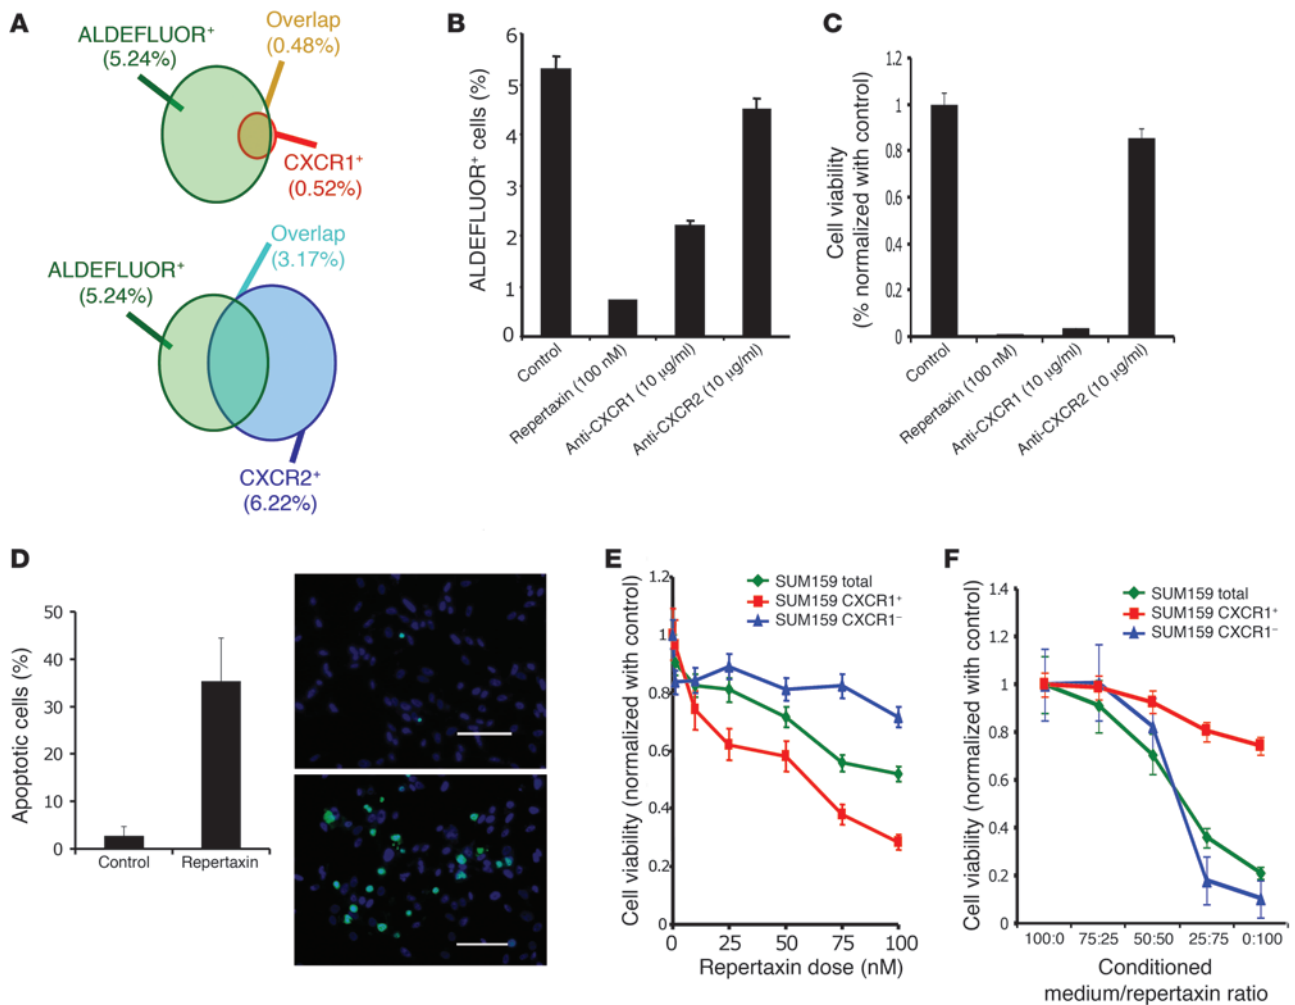 A
ALDEFLUOR+
(5.24%)
Overlap
(0.48%)
CXCR1+
(0.52%)
Overlap
(3.17%)
ALDEFLUOR+
(5.24%)
CXCR2+
(6.22%)
B
ALDEFLUOR+ cells (%)
6
5
4
3
2
1
0
Control
Repertaxin (100 nM)
Anti-CXCR1 (10 μg/ml)
Anti-CXCR2 (10 μg/ml)
C
Cell viability
(% normalized with control)
1.2
1
0.8
0.6
0.4
0.2
0
Control
Repertaxin (100 nM)
Anti-CXCR1 (10 μg/ml)
Anti-CXCR2 (10 μg/ml)
D
Apoptotic cells (%)
50
40
30
20
10
0
Control
Repertaxin
E
Cell viability (normalized with control)
1.2
1
0.8
0.6
0.4
0.2
0
SUM159 total
SUM159 CXCR1+
SUM159 CXCR1−
0
25
50
75
100
Repertaxin dose (nM)
F
Cell viability (normalized with control)
1.4
1.2
1
0.8
0.6
0.4
0.2
0
SUM159 total
SUM159 CXCR1+
SUM159 CXCR1−
100:0
75:25
50:50
25:75
0:100
Conditioned
medium/repertaxin ratio